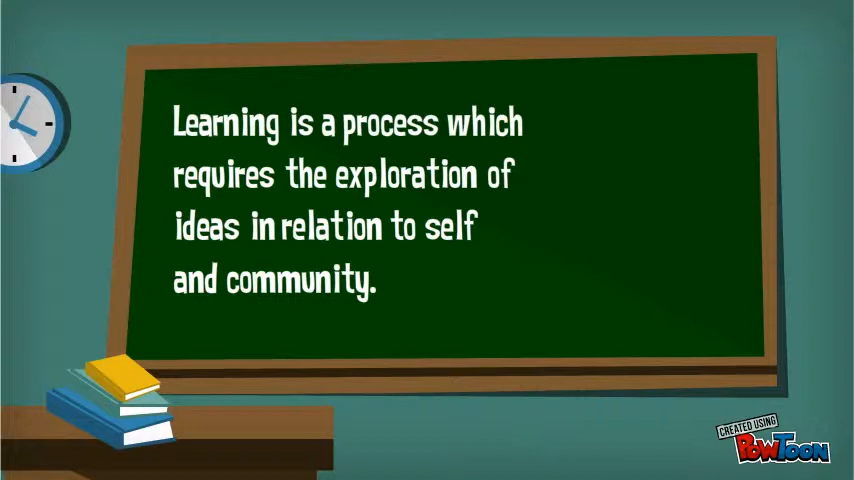 Learning is a process which
requires the exploration of
ideas in relation to self
and community.
CREATED USING
POWTOON